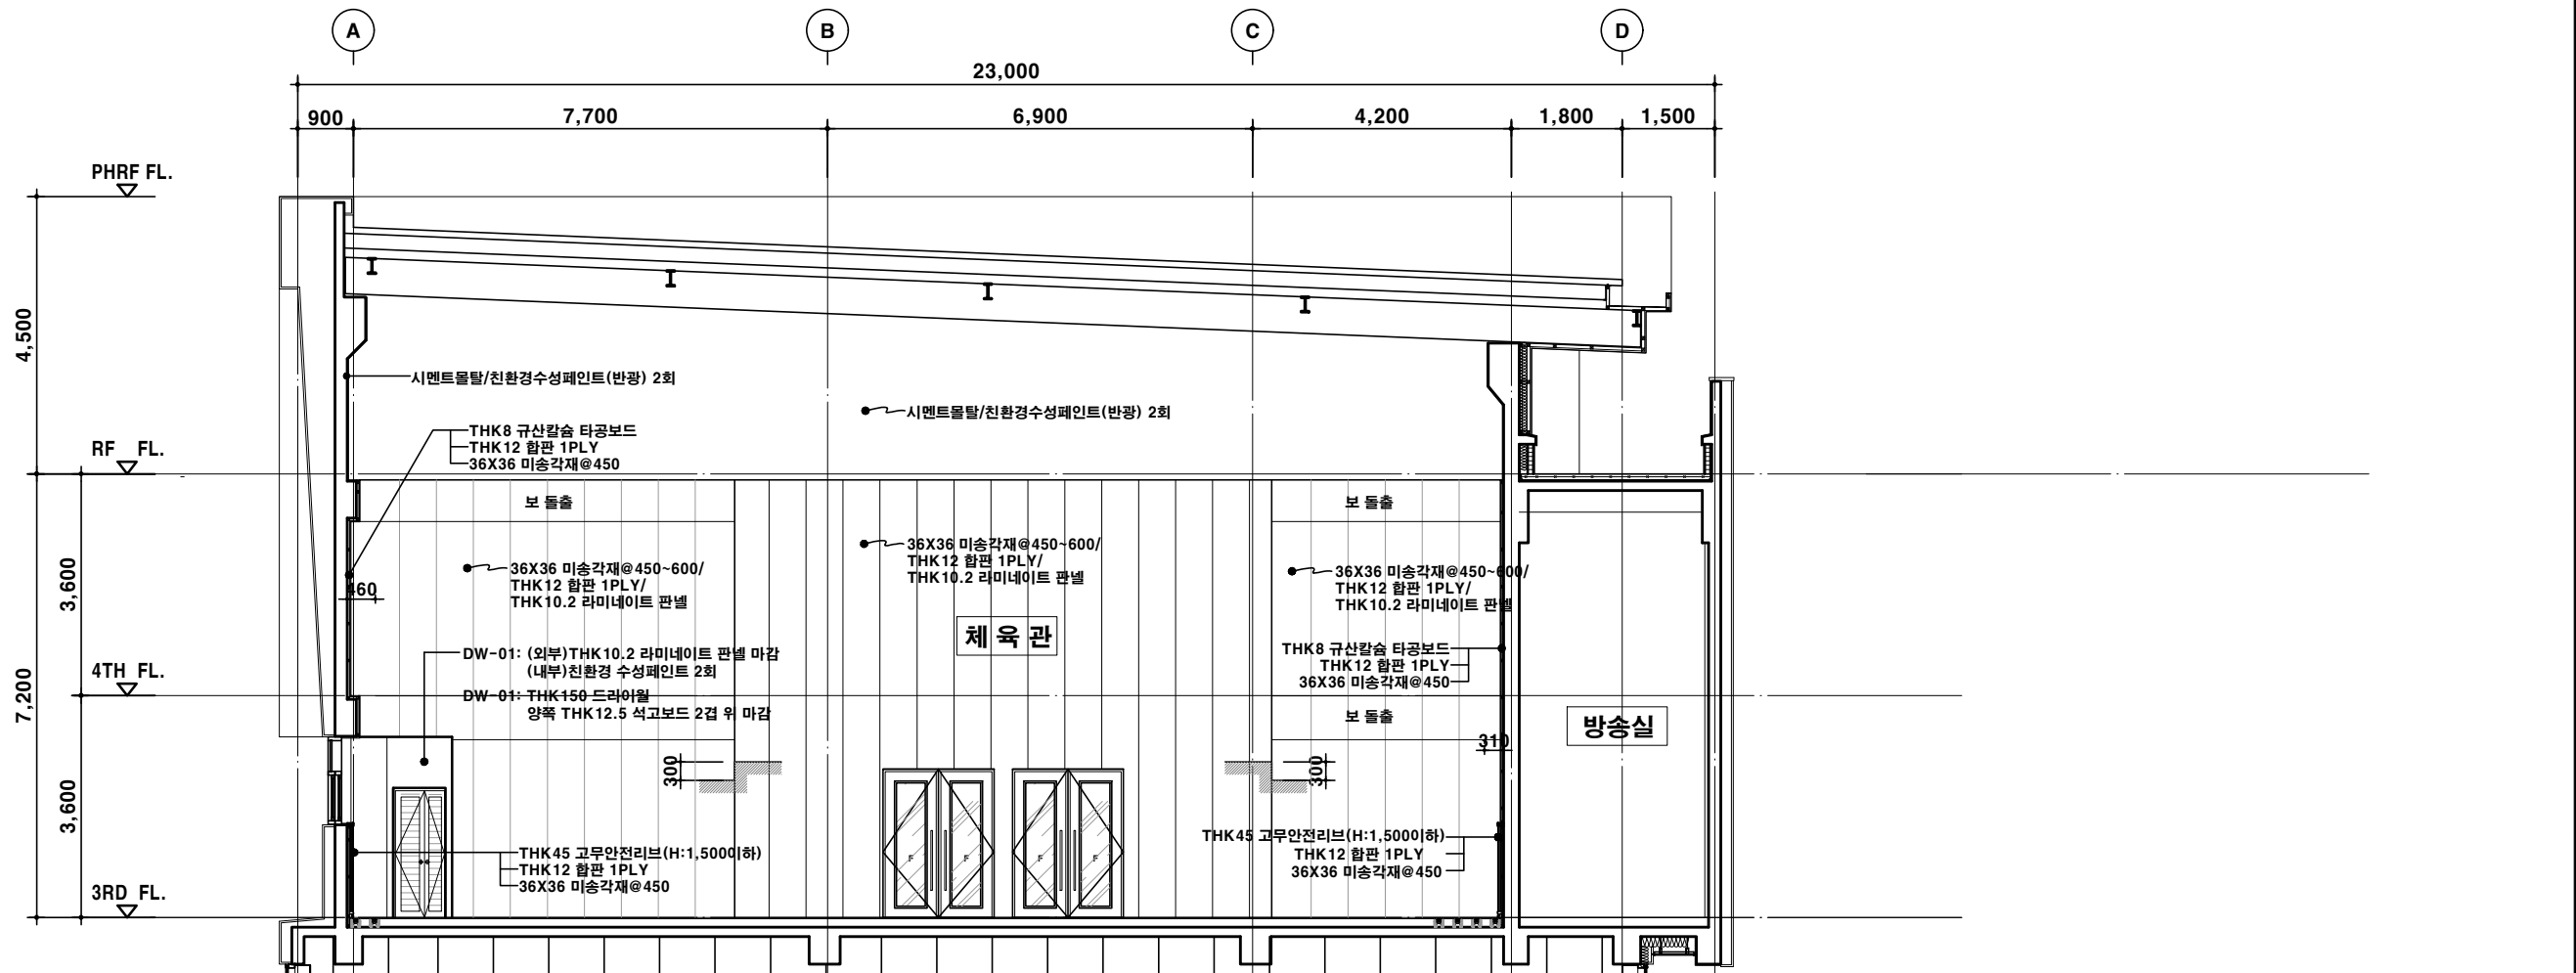 A
B
C
D
23,000
900
7,700
6,900
4,200
1,800
1,500
PHRF FL.
4,500
시멘트몰탈/친환경수성페인트(반광) 2회
시멘트몰탈/친환경수성페인트(반광) 2회
THK8 규산칼슘 타공보드
THK12 합판 1PLY
36X36 미송각재@450
RF FL.
보 돌출
보 돌출
36X36 미송각재@450~600/
THK12 합판 1PLY/
THK10.2 라미네이트 판넬
36X36 미송각재@450~600/
THK12 합판 1PLY/
THK10.2 라미네이트 판넬
36X36 미송각재@450~600/
THK12 합판 1PLY/
THK10.2 라미네이트 판넬
460
3,600
체육관
DW-01: (외부)THK10.2 라미네이트 판넬 마감
(내부)친환경 수성페인트 2회
DW-01: THK150 드라이월
양쪽 THK12.5 석고보드 2겹 위 마감
THK8 규산칼슘 타공보드
THK12 합판 1PLY
36X36 미송각재@450
4TH FL.
7,200
보 돌출
방송실
310
300
300
3,600
F
F
F
F
THK45 고무안전리브(H:1,500이하)
THK12 합판 1PLY
36X36 미송각재@450
THK45 고무안전리브(H:1,500이하)
THK12 합판 1PLY
36X36 미송각재@450
3RD FL.